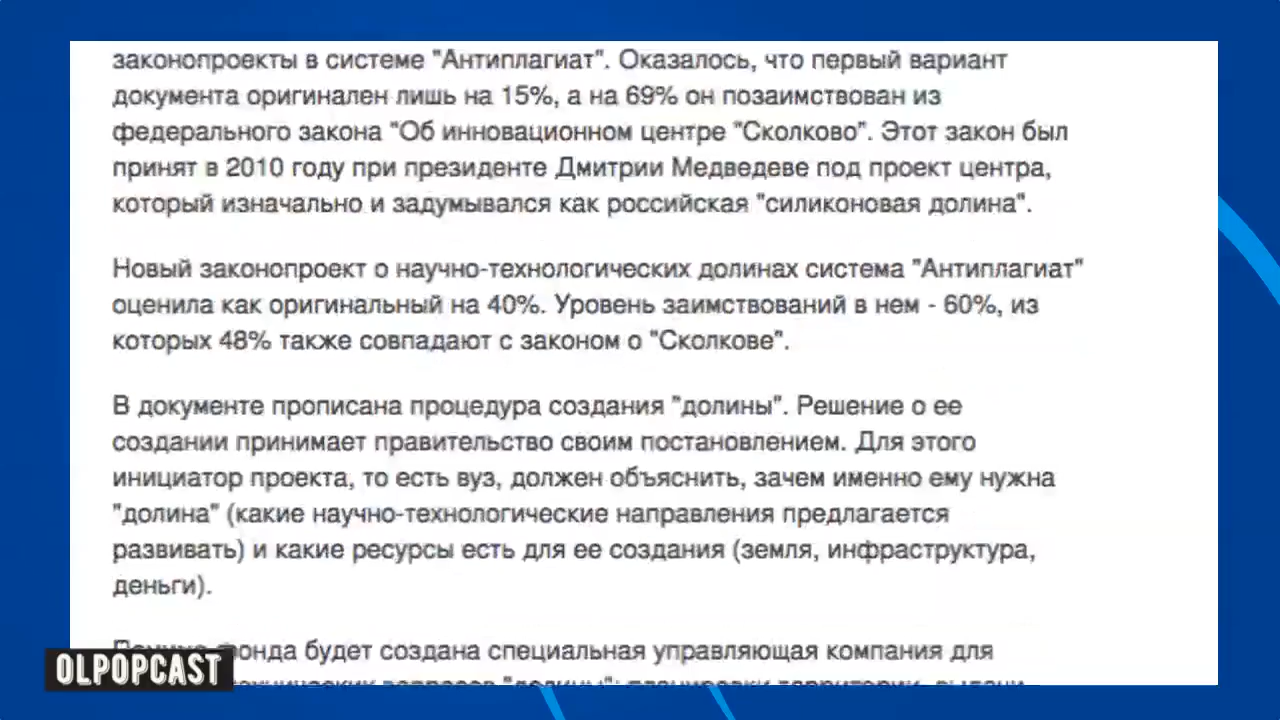 законопроекты в системе "Антиплагиат". Оказалось, что первый вариант
документа оригинален лишь на 15%, а на 69% он позаимствован из
федерального закона "Об инновационном центре "Сколково". Этот закон был
принят в 2010 году при президенте Дмитрии Медведеве под проект центра,
который изначально и задумывался как российская "силиконовая долина".
Новый законопроект о научно-технологических долинах система "Антиплагиат"
оценила как оригинальный на 40%. Уровень заимствований в нем - 60%, из
которых 48% также совпадают с законом о "Сколкове".
В документе прописана процедура создания "долины". Решение о ее
создании принимает правительство своим постановлением. Для этого
инициатор проекта, то есть вуз, должен объяснить, зачем именно ему нужна
"долина" (какие научно-технологические направления предлагается
развивать) и какие ресурсы есть для ее создания (земля, инфраструктура,
деньги).
фонда будет создана специальная управляющая компания для
OLPOPCAST